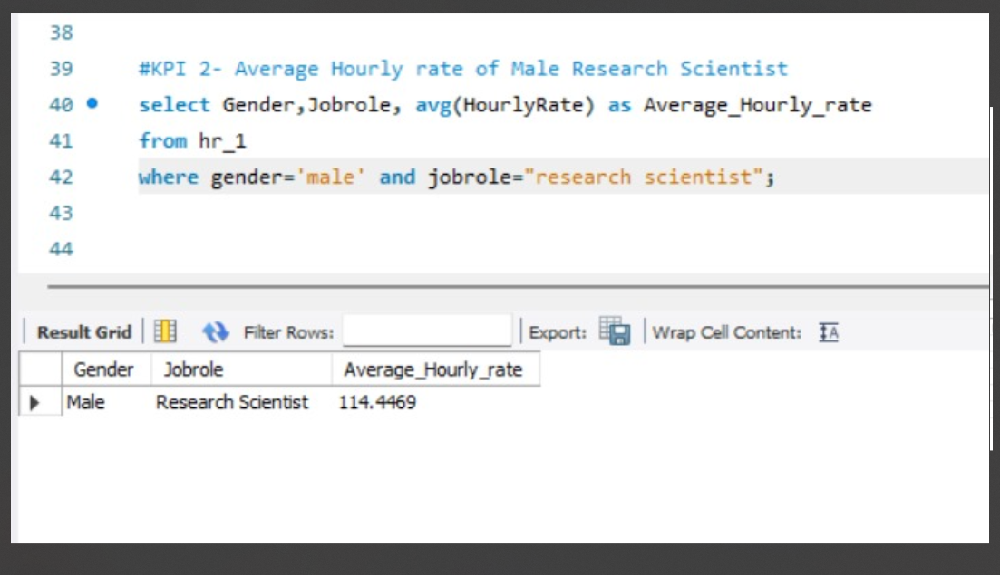 38
39 #KPI 2- Average Hourly rate of Male Research Scientist
40 select Gender,Jobrole, avg(HourlyRate) as Average_Hourly_rate
41 from hr_1
42 where gender='male' and jobrole="research scientist";
43
44
Result Grid Filter Rows: Export: Wrap Cell Content: A
Gender Jobrole Average_Hourly_rate
Male Research Scientist 114.4469